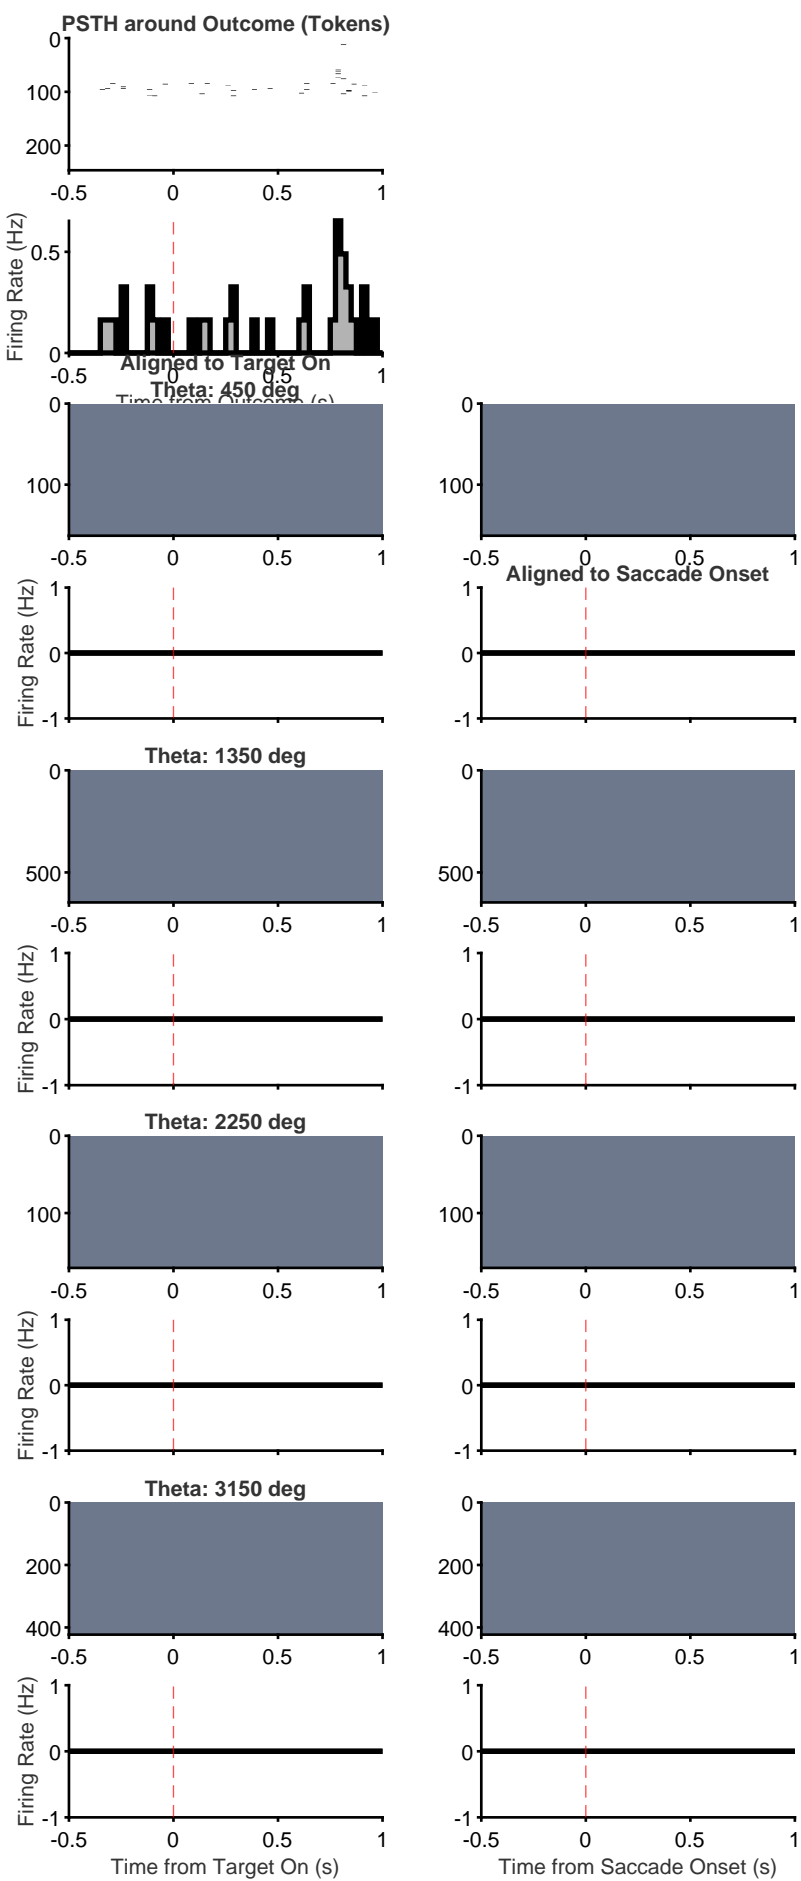 PSTH around Outcome (Tokens)
0
100
200
-0.5 0 0.5 1
Firing Rate (Hz)
0.5
0
-0.5 0 0.5 1
Time from Outcome (s)
Aligned to Target On
Theta: 450 deg
0
100
-0.5 0 0.5 1
0
100
-0.5 0 0.5 1
Aligned to Saccade Onset
Firing Rate (Hz)
1
0
-1
1
0
-1
Theta: 1350 deg
0
500
-0.5 0 0.5 1
0
500
-0.5 0 0.5 1
Firing Rate (Hz)
1
0
-1
1
0
-1
Theta: 2250 deg
0
100
-0.5 0 0.5 1
0
100
-0.5 0 0.5 1
Firing Rate (Hz)
1
0
-1
1
0
-1
Theta: 3150 deg
0
200
400
-0.5 0 0.5 1
0
200
400
-0.5 0 0.5 1
Firing Rate (Hz)
1
0
-1
-0.5 0 0.5 1
Time from Target On (s)
1
0
-1
-0.5 0 0.5 1
Time from Saccade Onset (s)